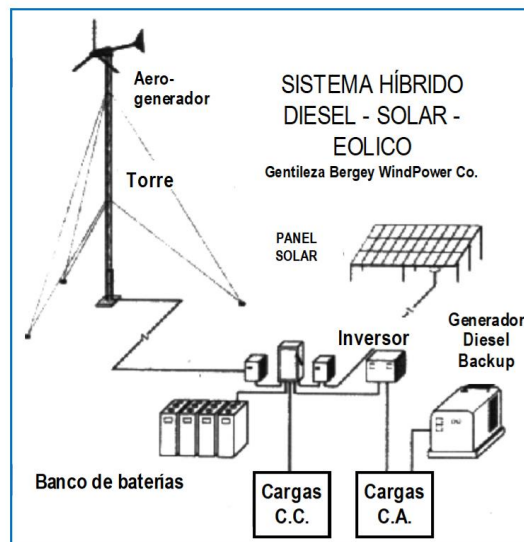 Aero-
generador
SISTEMA HÍBRIDO
DIESEL - SOLAR -
EOLICO
Gentileza Bergey WindPower Co.
Torre
PANEL
SOLAR
Inversor
Generador
Diesel
Backup
Banco de baterías
Cargas
C.C.
Cargas
C.A.